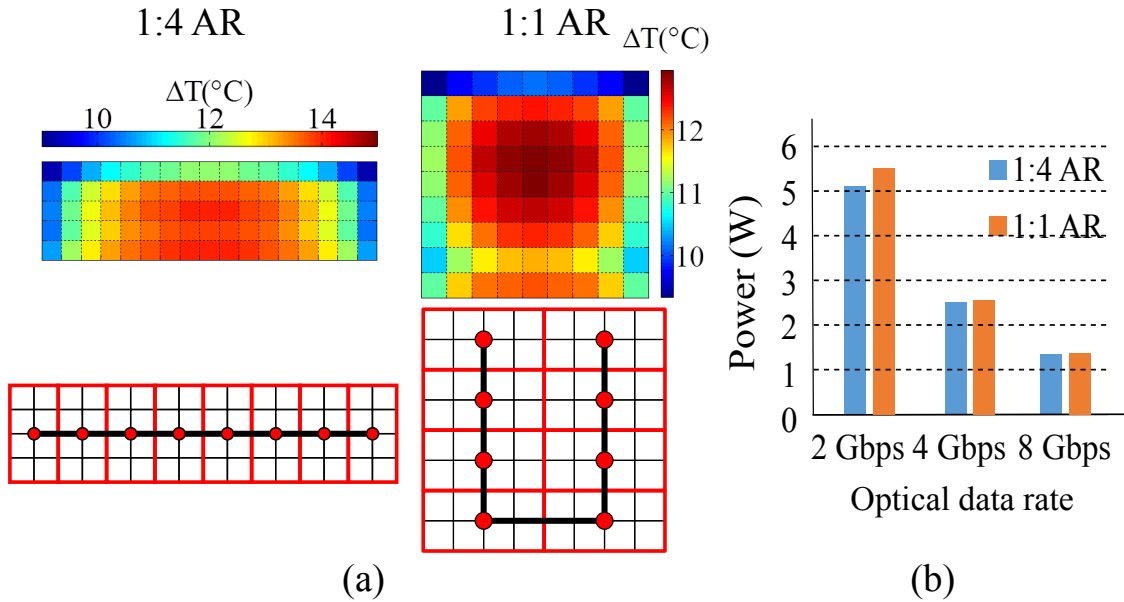 1:4 AR
1:1 AR
ΔT(°C)
ΔT(°C)
10 12 14
12
11
10
6
5
4
3
2
1
0
Power (W)
1:4 AR
1:1 AR
2 Gbps 4 Gbps 8 Gbps
Optical data rate
(a)
(b)